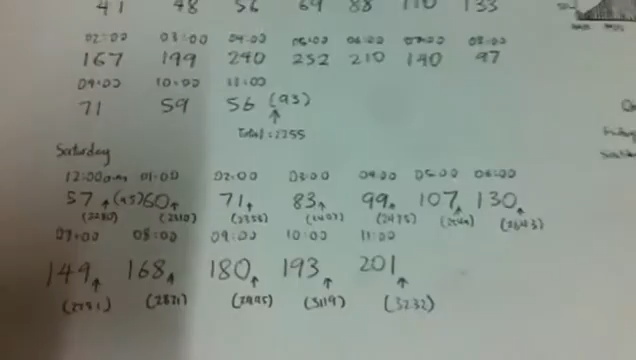 41 48 56 69 88 110 133
02:00 03:00 04:00 05:00 06:00 07:00 08:00
167 199 240 252 210 140 97
09:00 10:00 11:00
71 59 56 (93)
Total: 2255
Saturday
12:00am 01:00 02:00 03:00 04:00 05:00 06:00
57 (45) 60 71 83 99 107 130
(2475) (2643)
07:00 08:00 09:00 10:00 11:00
149 168 180 193 201
(2781) (2871) (2995) (3119) (3232)